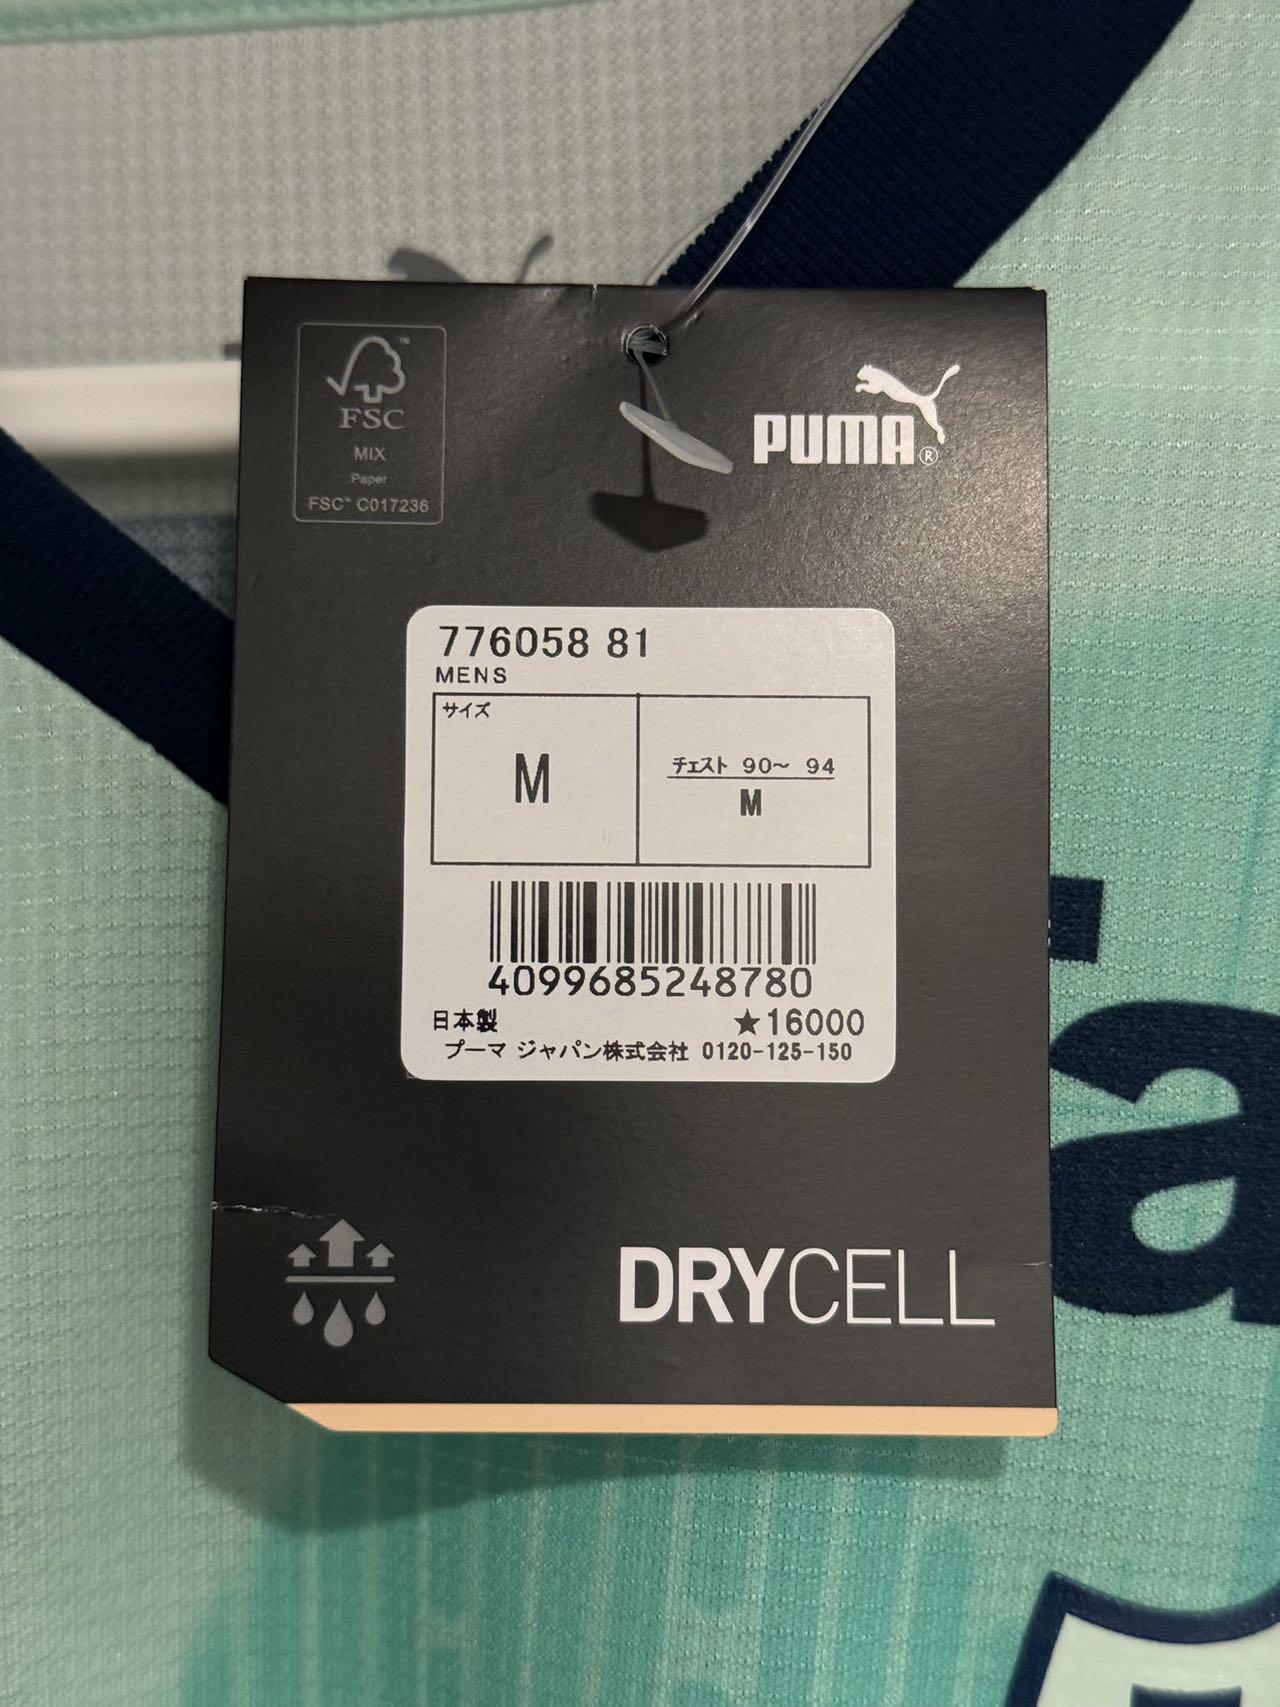 FSC™
MIX
Paper
FSC™ C017236
PUMA®
776058 81
MENS
サイズ
M
チェスト 90～ 94
M
4099685248780
日本製
★16000
プーマ ジャパン株式会社 0120-125-150
DRYCELL
a